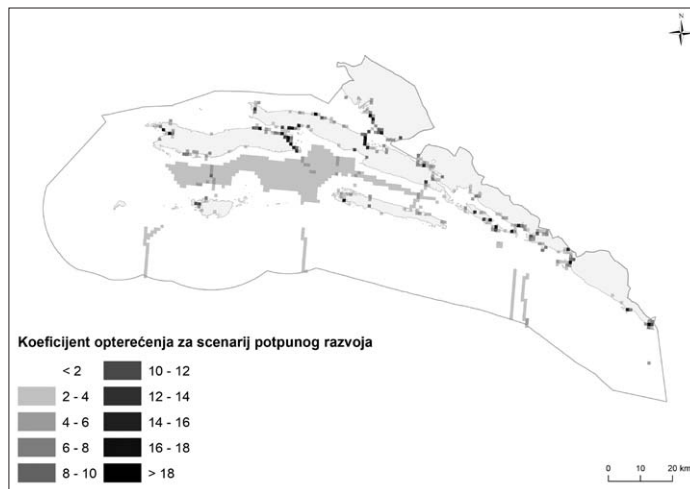 N
Koeficijent opterećenja za scenarij potpunog razvoja
< 2
10 - 12
2 - 4
12 - 14
4 - 6
14 - 16
6 - 8
16 - 18
8 - 10
> 18
0 10 20 km